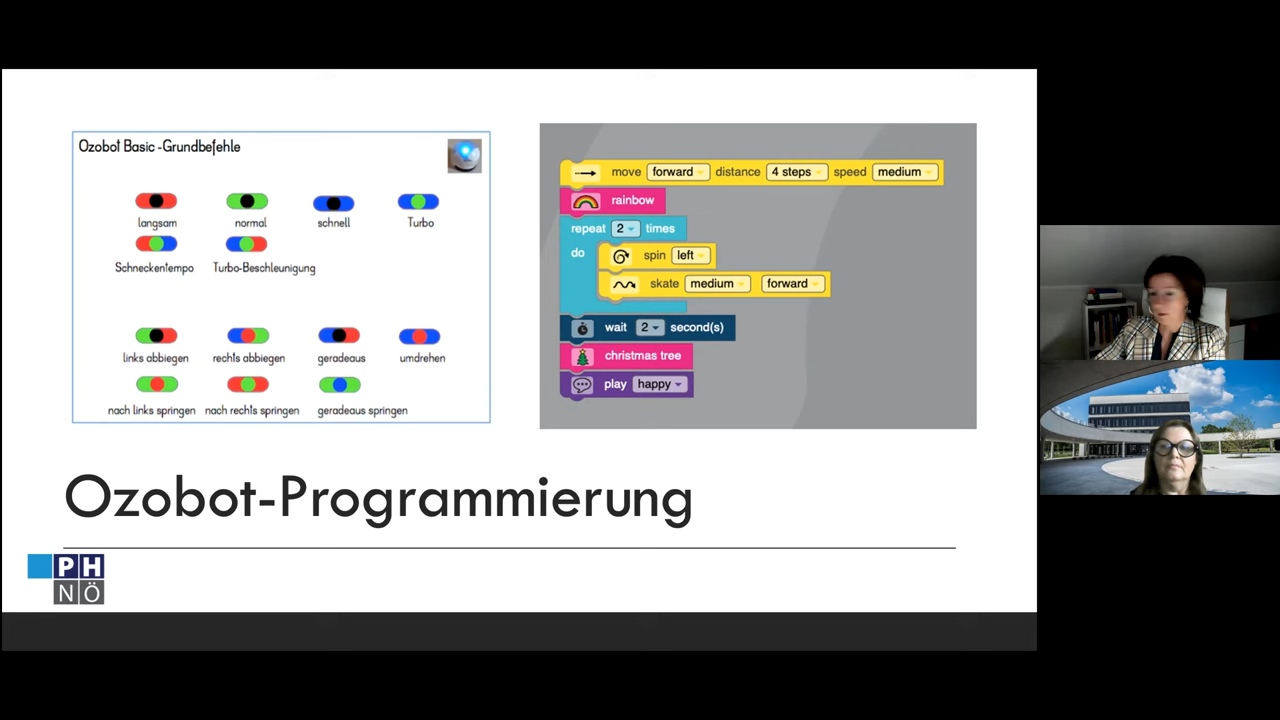 Ozobot Basic -Grundbefehle
langsam normal schnell Turbo
Schneckentempo Turbo-Beschleunigung
links abbiegen rechts abbiegen geradeaus umdrehen
nach links springen nach rechts springen geradeaus springen
move forward distance 4 steps speed medium
rainbow
repeat 2 times
do spin left
skate medium forward
wait 2 second(s)
christmas tree
play happy
Ozobot-Programmierung
PH
NÖ